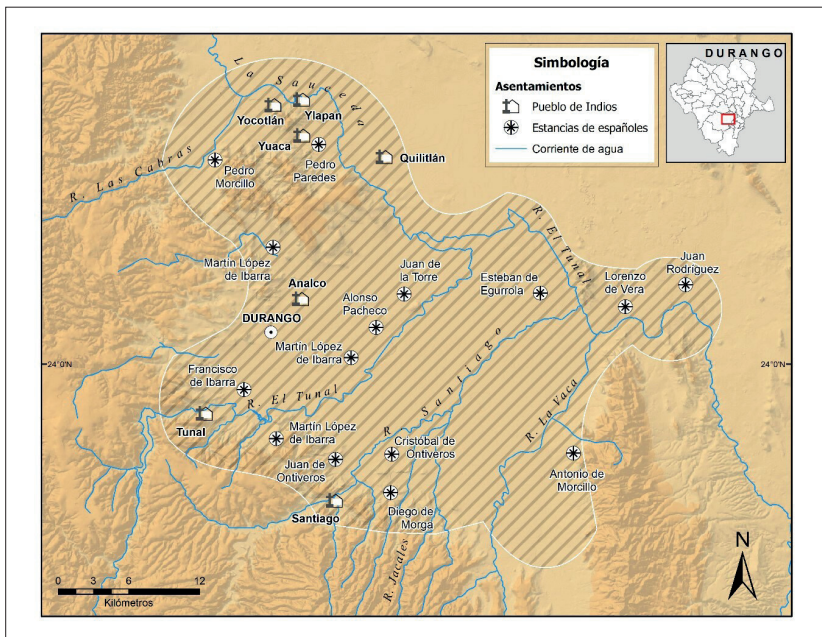 Simbología
Asentamientos
Pueblo de Indios
Estancias de españoles
Corriente de agua
DURANGO
La Sauceda
Yocotlán
Ylapan
Yuaca
Quilitlán
R. Las Cabras
Pedro
Morcillo
Pedro
Paredes
R. El Tunal
Martín López
de Ibarra
Juan de
la Torre
Esteban de
Egurrola
Lorenzo
de Vera
Juan
Rodríguez
Analco
Alonso
Pacheco
DURANGO
Martín López
de Ibarra
24°0'N
24°0'N
Francisco
de Ibarra
R. El Tunal
R. Santiago
R. La Vaca
Tunal
Martín López
de Ibarra
Cristóbal de
Ontiveros
Juan de
Ontiveros
Antonio de
Morcillo
Santiago
Diego de
Morga
R. Jacales
N
0 3 6 12
Kilómetros